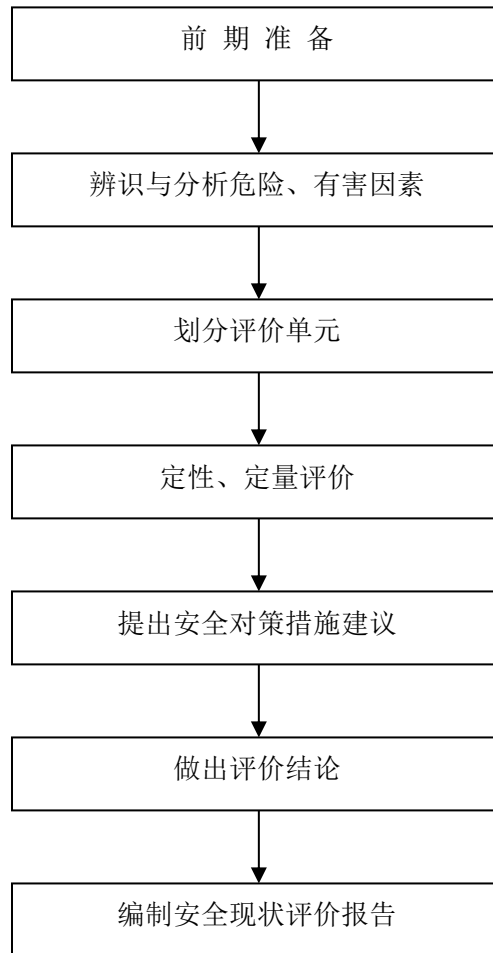 前 期 准 备
辨识与分析危险、有害因素
划分评价单元
定性、定量评价
提出安全对策措施建议
做出评价结论
编制安全现状评价报告